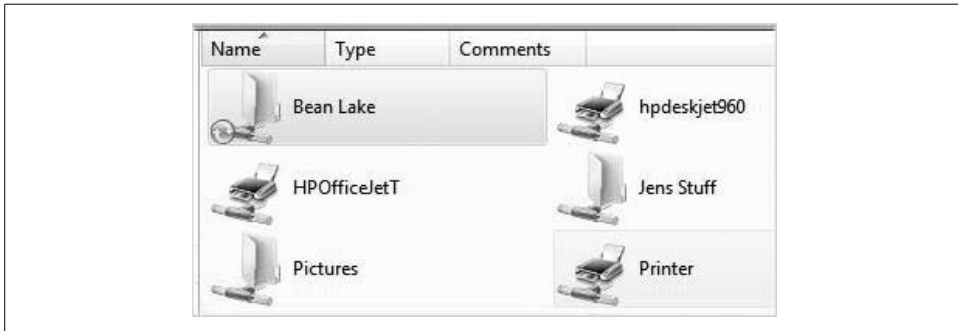 Name Type Comments
Bean Lake hpdeskjet960
HPOfficeJetT Jens Stuff
Pictures Printer